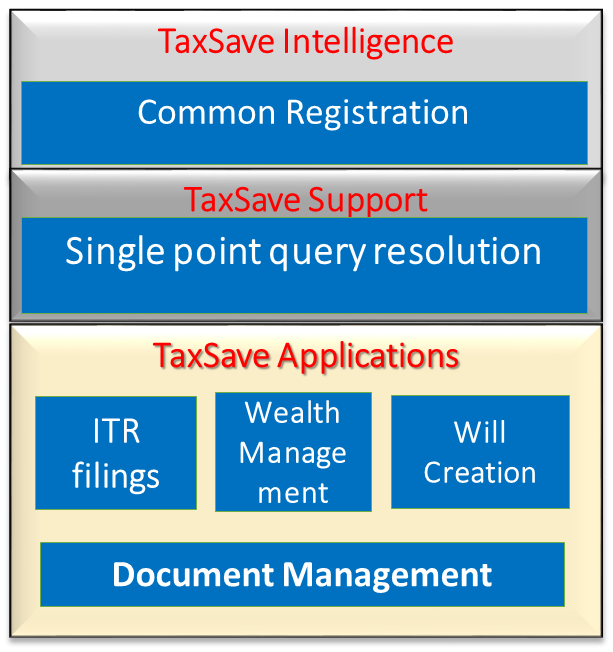 TaxSave Intelligence
Common Registration
TaxSave Support
Single point query resolution
TaxSave Applications
ITR
filings
Wealth
Manage
ment
Will
Creation
Document Management